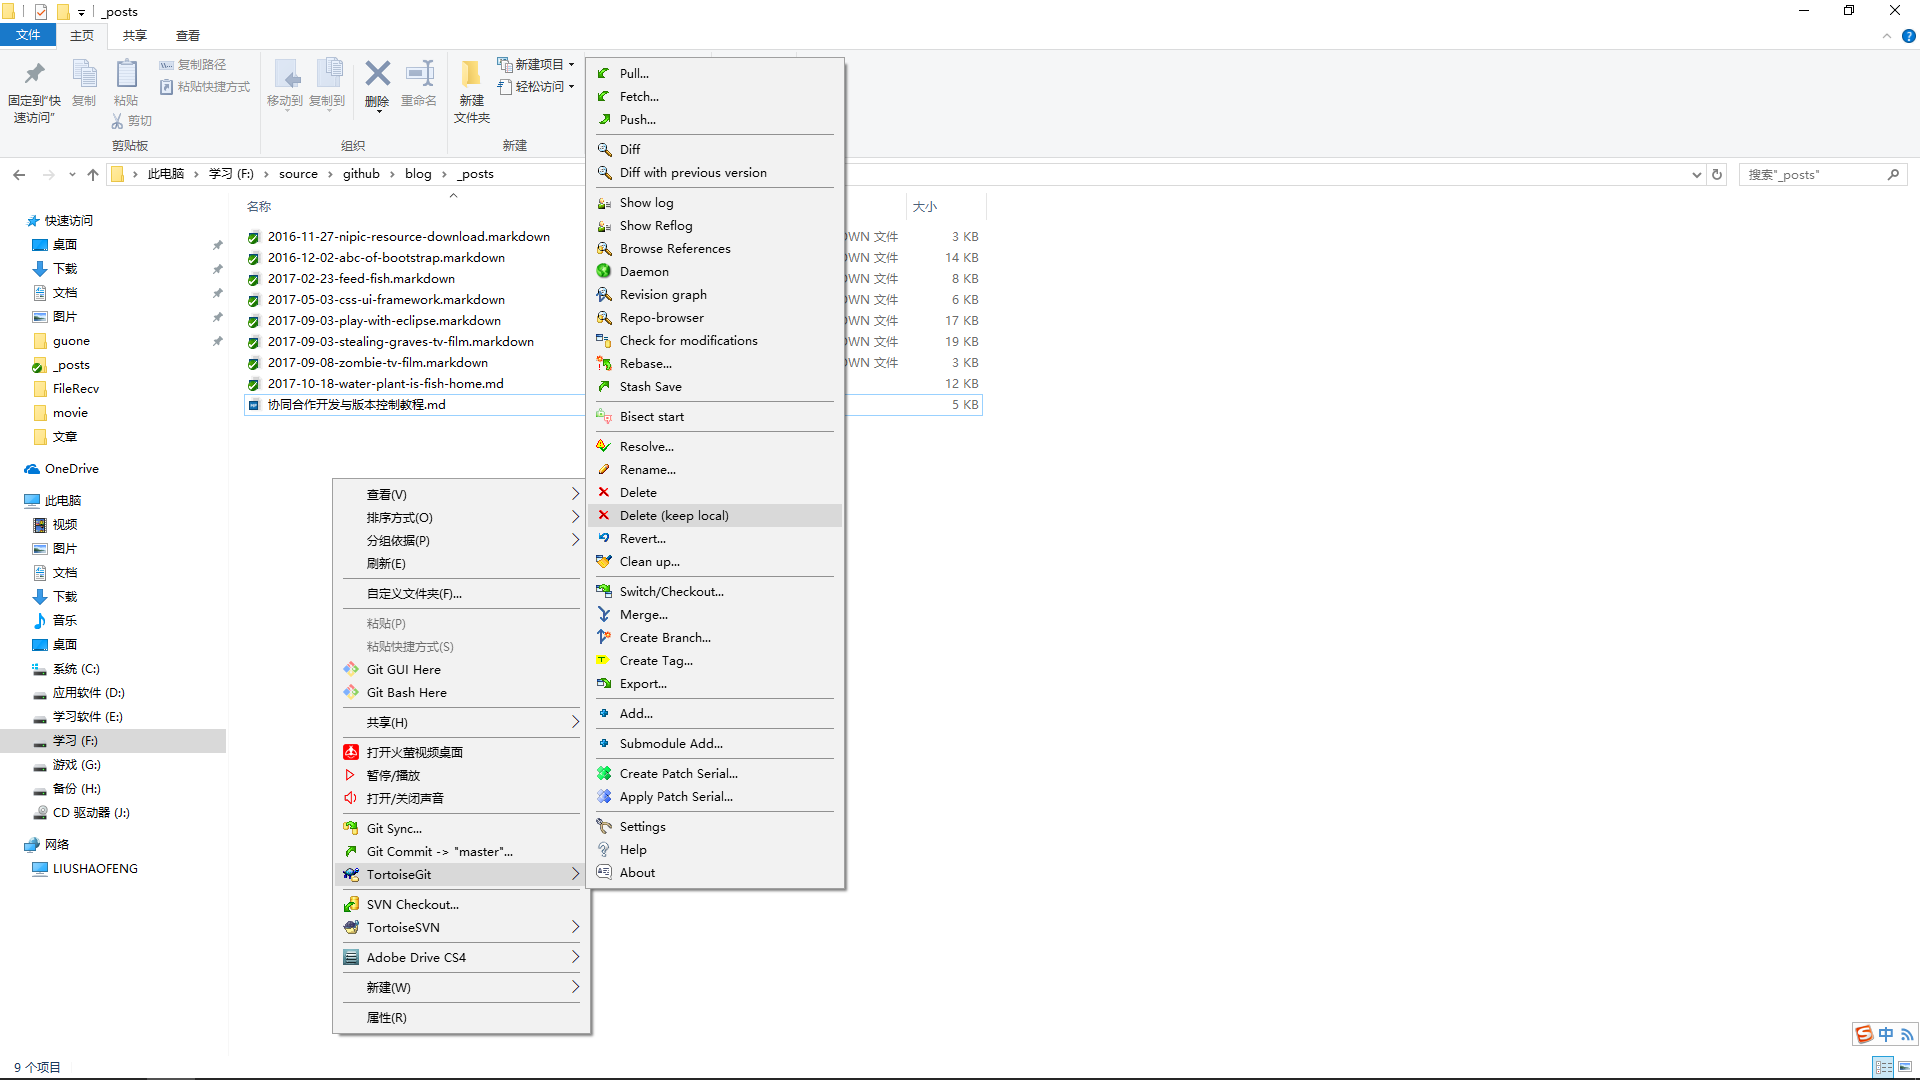 _posts
文件 主页 共享 查看
固定到"快速访问"
复制
粘贴
复制路径
粘贴快捷方式
剪切
剪贴板
移动到
复制到
删除
重命名
组织
新建文件夹
新建项目
轻松访问
新建
此电脑 学习 (F:) source github blog _posts
搜索"_posts"
名称 大小
2016-11-27-nipic-resource-download.markdown OWN 文件 3 KB
2016-12-02-abc-of-bootstrap.markdown OWN 文件 14 KB
2017-02-23-feed-fish.markdown OWN 文件 8 KB
2017-05-03-css-ui-framework.markdown OWN 文件 6 KB
2017-09-03-play-with-eclipse.markdown OWN 文件 17 KB
2017-09-03-stealing-graves-tv-film.markdown OWN 文件 19 KB
2017-09-08-zombie-tv-film.markdown OWN 文件 3 KB
2017-10-18-water-plant-is-fish-home.md 12 KB
协同合作开发与版本控制教程.md 5 KB
快速访问
桌面
下载
文档
图片
guone
_posts
FileRecv
movie
文章
OneDrive
此电脑
视频
图片
文档
下载
音乐
桌面
系统 (C:)
应用软件 (D:)
学习软件 (E:)
学习 (F:)
游戏 (G:)
备份 (H:)
CD 驱动器 (J:)
网络
LIUSHAOFENG
查看(V)
排序方式(O)
分组依据(P)
刷新(E)
自定义文件夹(F)...
粘贴(P)
粘贴快捷方式(S)
Git GUI Here
Git Bash Here
共享(H)
打开火萤视频桌面
暂停/播放
打开/关闭声音
Git Sync...
Git Commit -> "master"...
TortoiseGit
SVN Checkout...
TortoiseSVN
Adobe Drive CS4
新建(W)
属性(R)
Pull...
Fetch...
Push...
Diff
Diff with previous version
Show log
Show Reflog
Browse References
Daemon
Revision graph
Repo-browser
Check for modifications
Rebase...
Stash Save
Bisect start
Resolve...
Rename...
Delete
Delete (keep local)
Revert...
Clean up...
Switch/Checkout...
Merge...
Create Branch...
Create Tag...
Export...
Add...
Submodule Add...
Create Patch Serial...
Apply Patch Serial...
Settings
Help
About
中
9 个项目